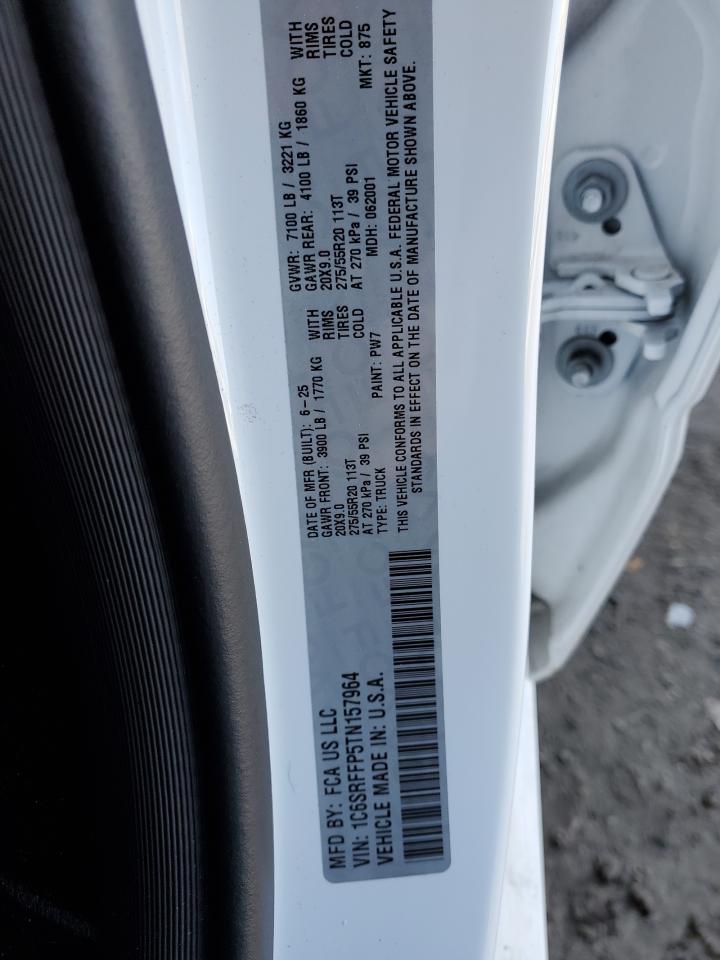 MFD BY: FCA US LLC
VIN: 1C6SRFFP5TN157964
VEHICLE MADE IN: U.S.A.
DATE OF MFR (BUILT): 6-25 GVWR: 7100 LB / 3221 KG
GAWR FRONT: 3900 LB / 1770 KG WITH GAWR REAR: 4100 LB / 1860 KG WITH
20X9.0 RIMS 20X9.0 RIMS
275/55R20 113T TIRES 275/55R20 113T TIRES
AT 270 kPa / 39 PSI COLD AT 270 kPa / 39 PSI COLD
TYPE: TRUCK PAINT: PW7 MDH: 062001 MKT: 875
THIS VEHICLE CONFORMS TO ALL APPLICABLE U.S.A. FEDERAL MOTOR VEHICLE SAFETY
STANDARDS IN EFFECT ON THE DATE OF MANUFACTURE SHOWN ABOVE.